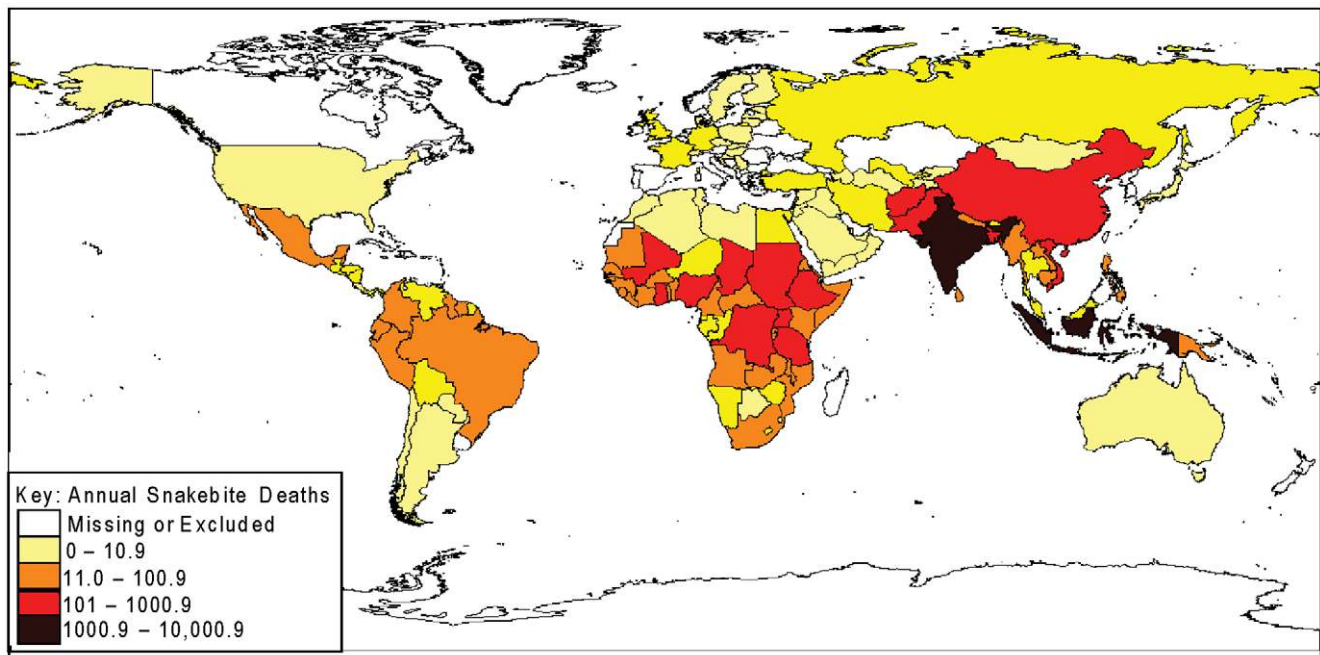 Key: Annual Snakebite Deaths
Missing or Excluded
0 – 10.9
11.0 – 100.9
101 – 1000.9
1000.9 – 10,000.9